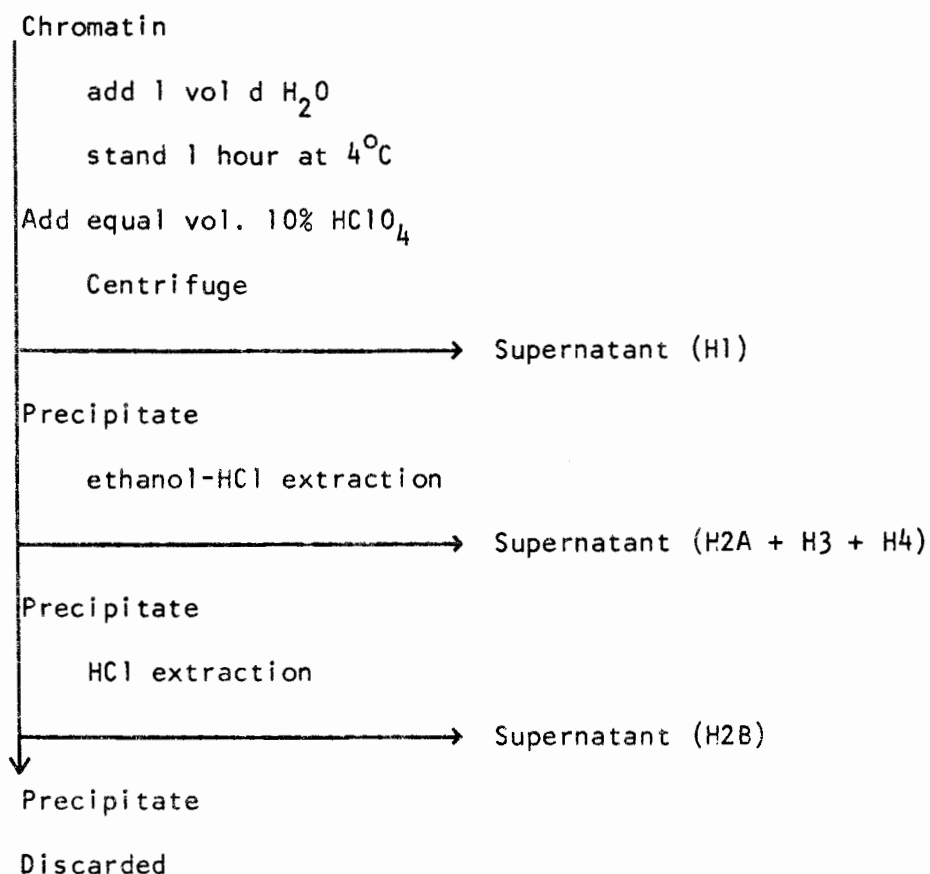 Chromatin
add 1 vol d H₂O
stand 1 hour at 4°C
Add equal vol. 10% HClO₄
Centrifuge
Supernatant (H1)
Precipitate
ethanol-HCl extraction
Supernatant (H2A + H3 + H4)
Precipitate
HCl extraction
Supernatant (H2B)
Precipitate
Discarded